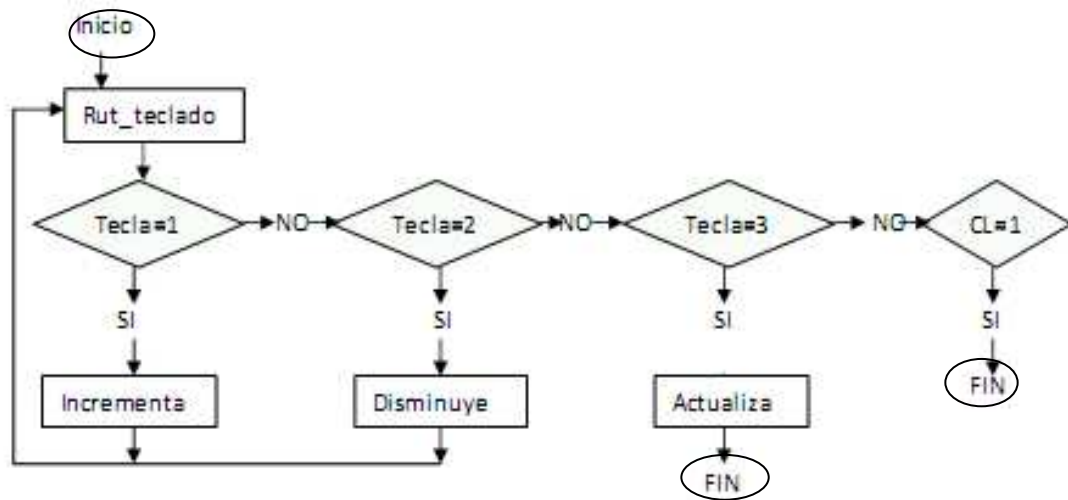 Inicio
Rut_teclado
Tecla=1 NO Tecla=2 NO Tecla=3 NO CL=1
SI SI SI SI
Incrementa Disminuye Actualiza FIN
FIN